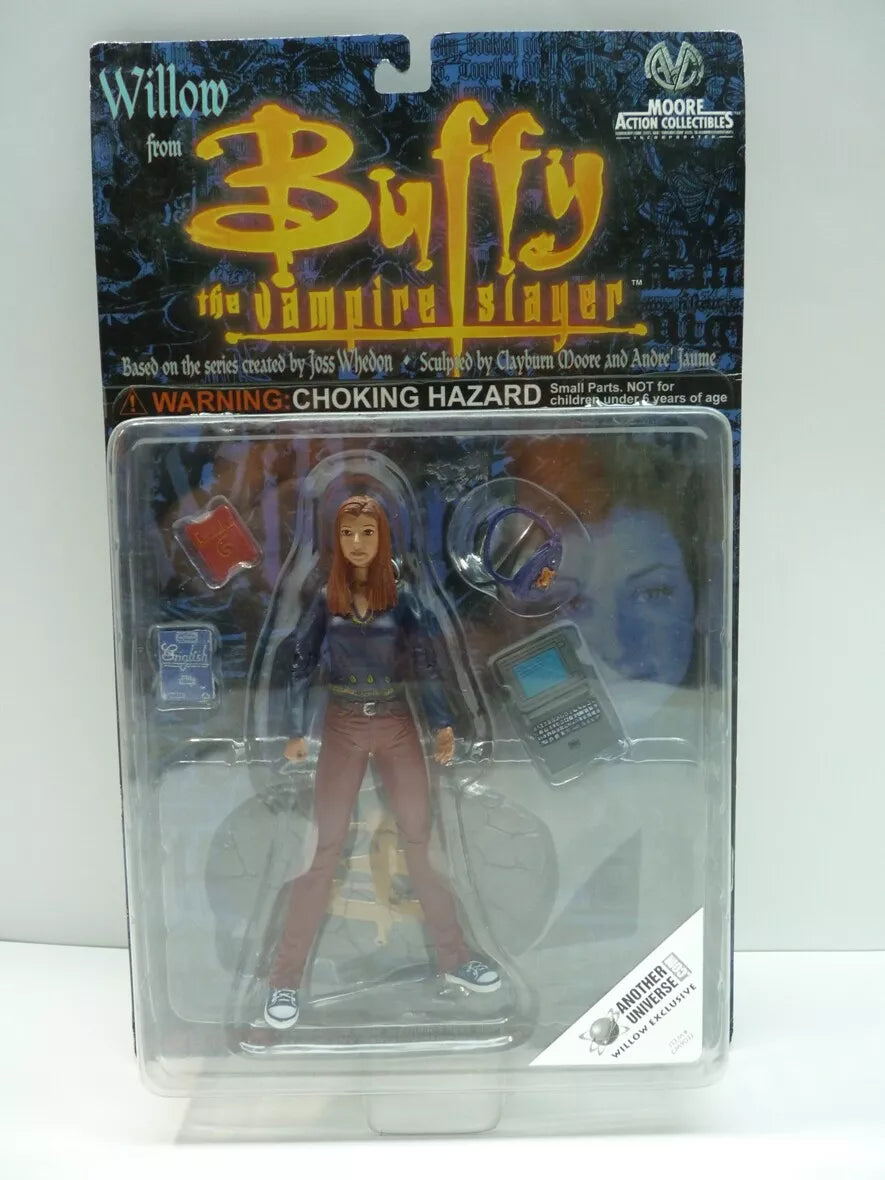 Willow
from
Buffy
the vampire slayer™
MOORE
ACTION COLLECTIBLES
INCORPORATED
Based on the series created by Joss Whedon • Sculpted by Clayburn Moore and Andre' Jaume
WARNING: CHOKING HAZARD
Small Parts. NOT for
children under 6 years of age
English
ANOTHER
UNIVERSE
WILLOW EXCLUSIVE